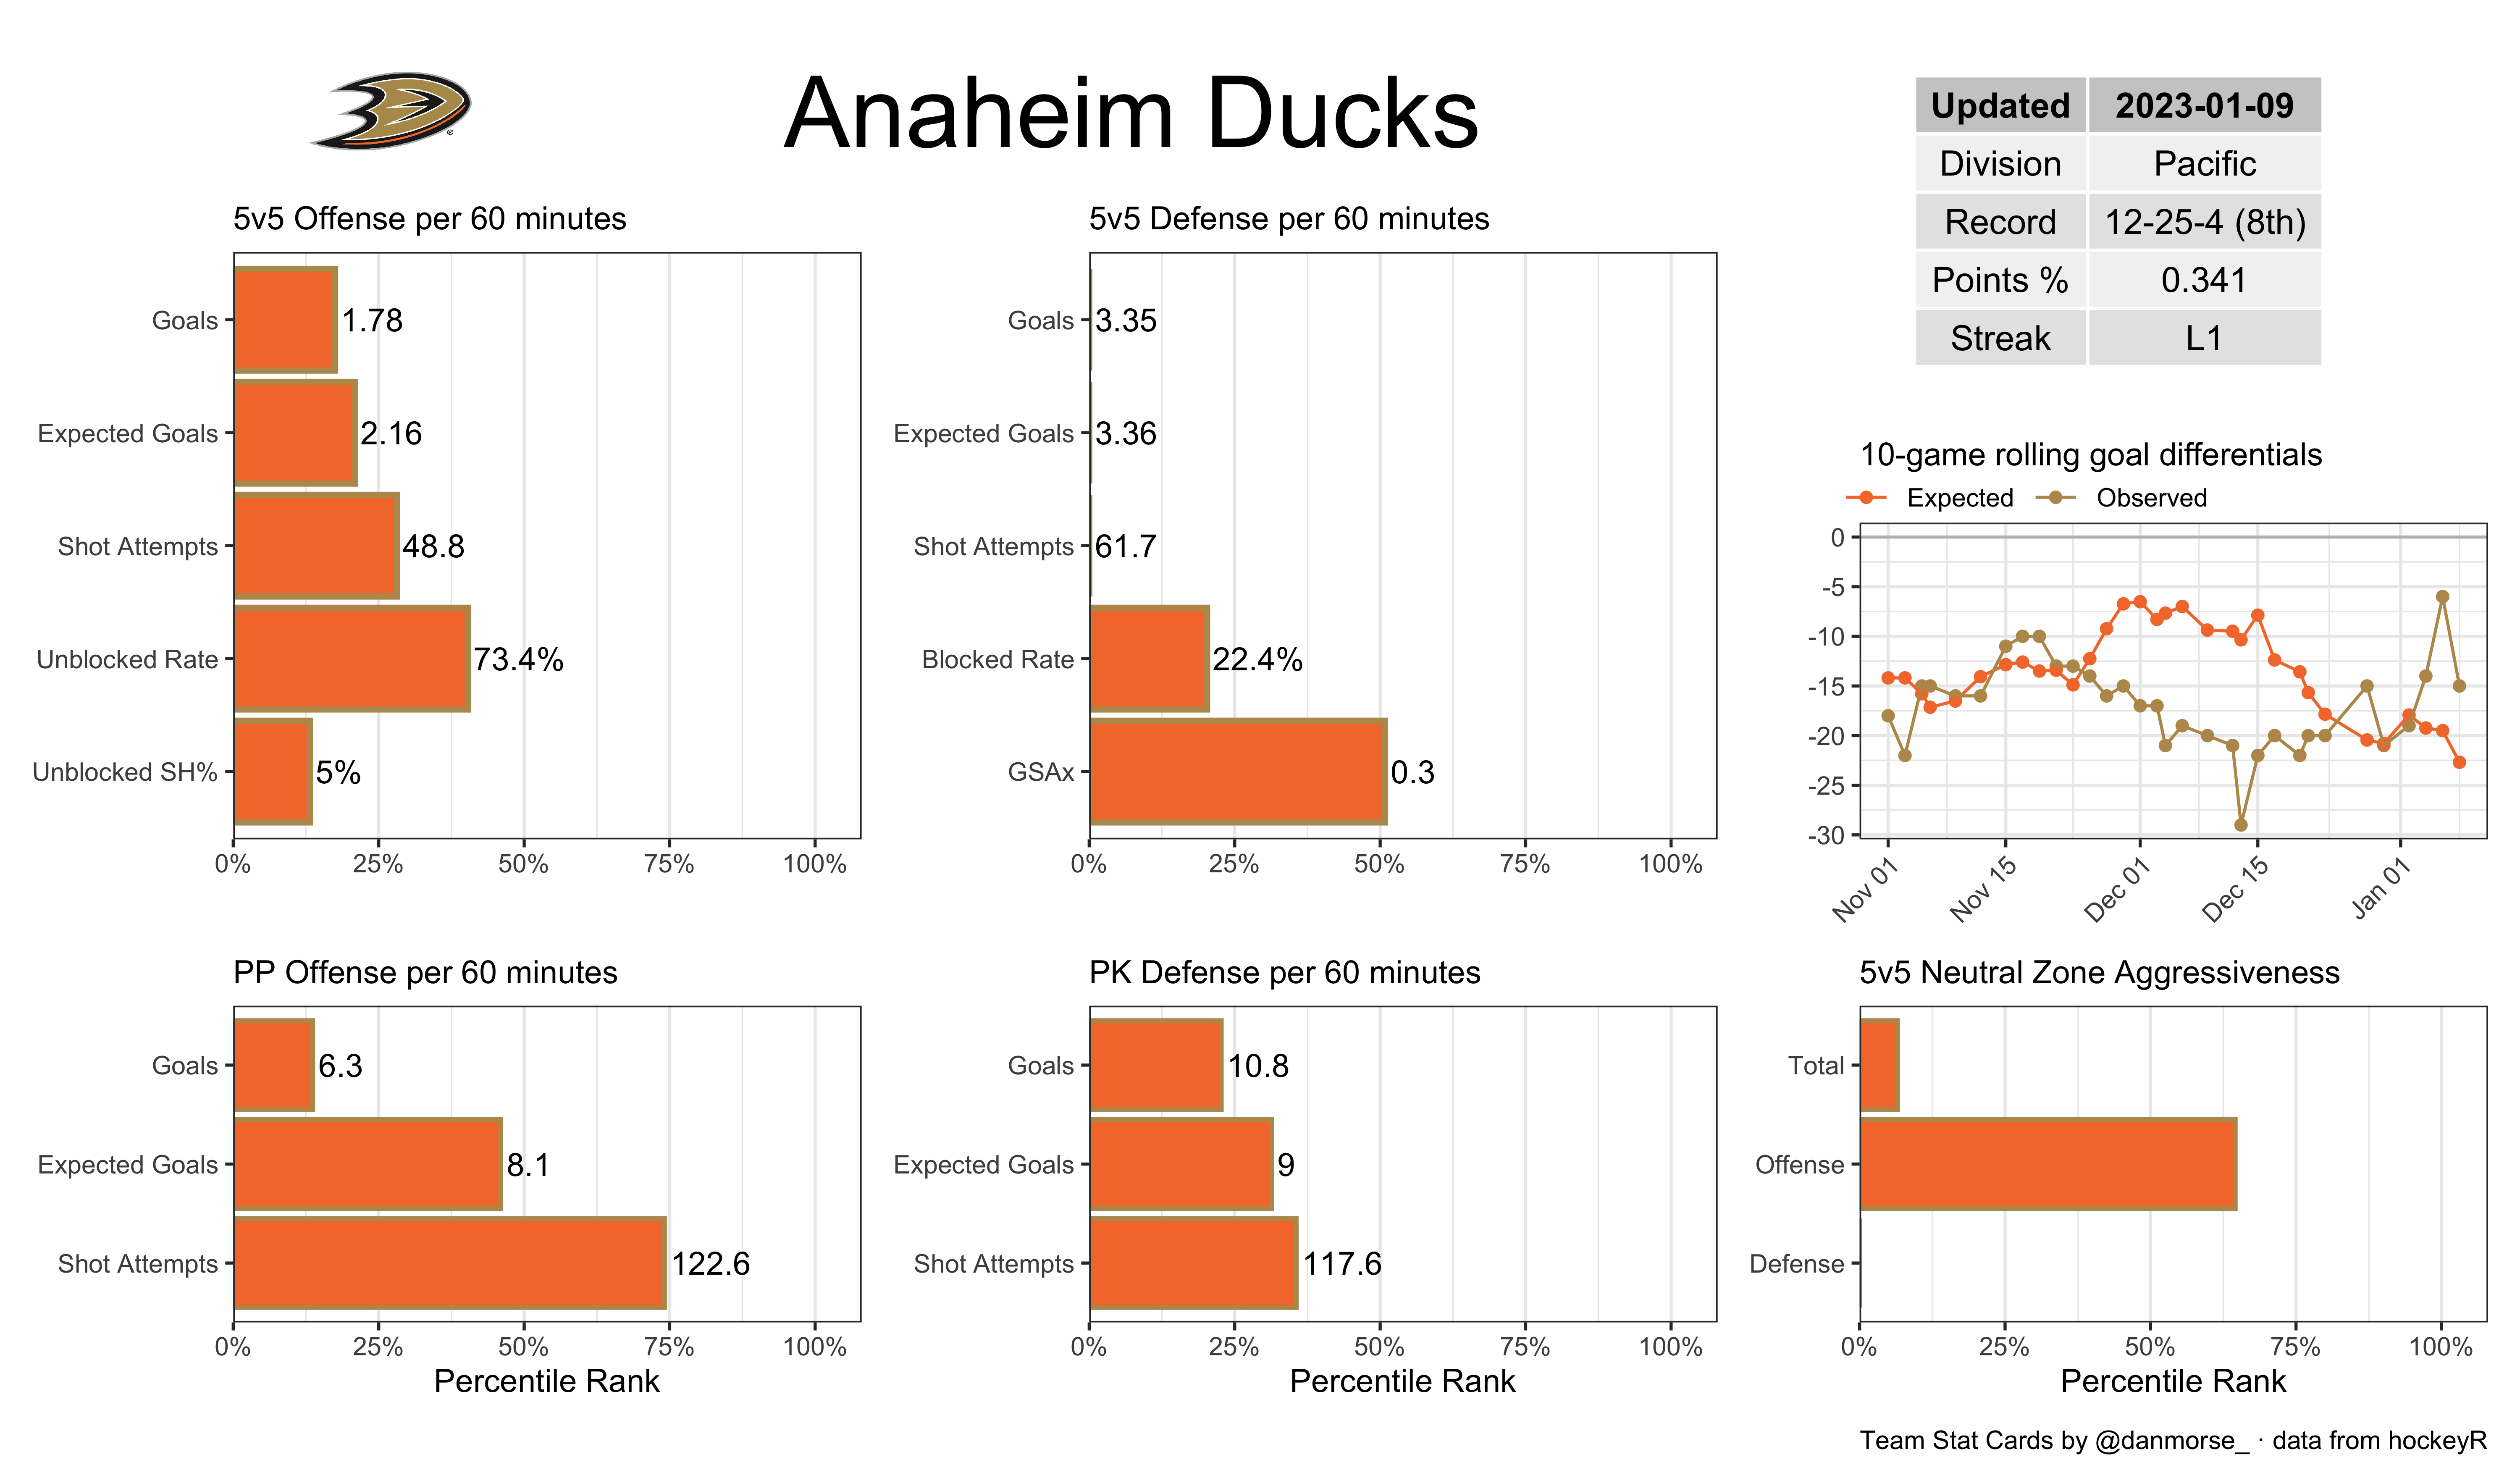 Anaheim Ducks
Updated 2023-01-09
Division Pacific
Record 12-25-4 (8th)
Points % 0.341
Streak L1
5v5 Offense per 60 minutes
Goals 1.78
Expected Goals 2.16
Shot Attempts 48.8
Unblocked Rate 73.4%
Unblocked SH% 5%
0% 25% 50% 75% 100%
5v5 Defense per 60 minutes
Goals 3.35
Expected Goals 3.36
Shot Attempts 61.7
Blocked Rate 22.4%
GSAx 0.3
0% 25% 50% 75% 100%
10-game rolling goal differentials
Expected Observed
0
-5
-10
-15
-20
-25
-30
Nov 01 Nov 15 Dec 01 Dec 15 Jan 01
PP Offense per 60 minutes
Goals 6.3
Expected Goals 8.1
Shot Attempts 122.6
0% 25% 50% 75% 100%
Percentile Rank
PK Defense per 60 minutes
Goals 10.8
Expected Goals 9
Shot Attempts 117.6
0% 25% 50% 75% 100%
Percentile Rank
5v5 Neutral Zone Aggressiveness
Total
Offense
Defense
0% 25% 50% 75% 100%
Percentile Rank
Team Stat Cards by @danmorse_ · data from hockeyR